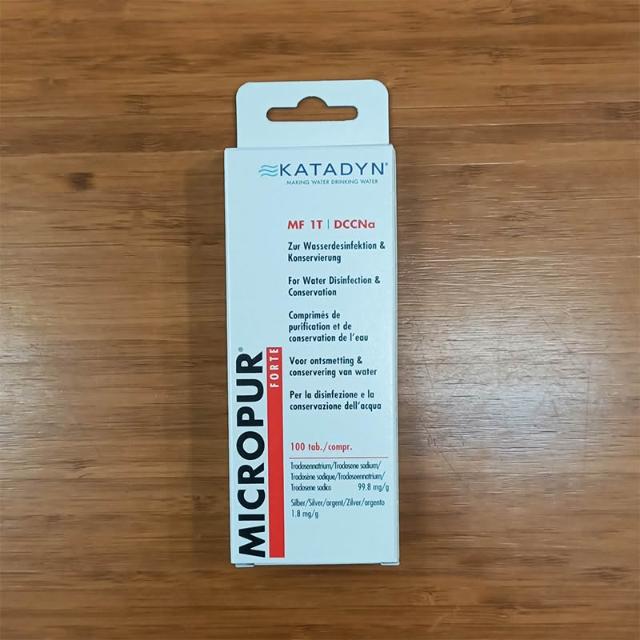 KATADYN®
MAKING WATER DRINKING WATER
MF 1T | DCCNa
Zur Wasserdesinfektion &
Konservierung
For Water Disinfection &
Conservation
Comprimés de
purification et de
conservation de l'eau
Voor ontsmetting &
conservering van water
Per la disinfezione e la
conservazione dell'acqua
MICROPUR®
FORTE
100 tab./compr.
Troclosennatrium/Troclosene sodium/
Troclosène sodique/Trocloseennatrium/
Troclosene sodico 99.8 mg/g
Silber/Silver/argent/Zilver/argento
1.8 mg/g